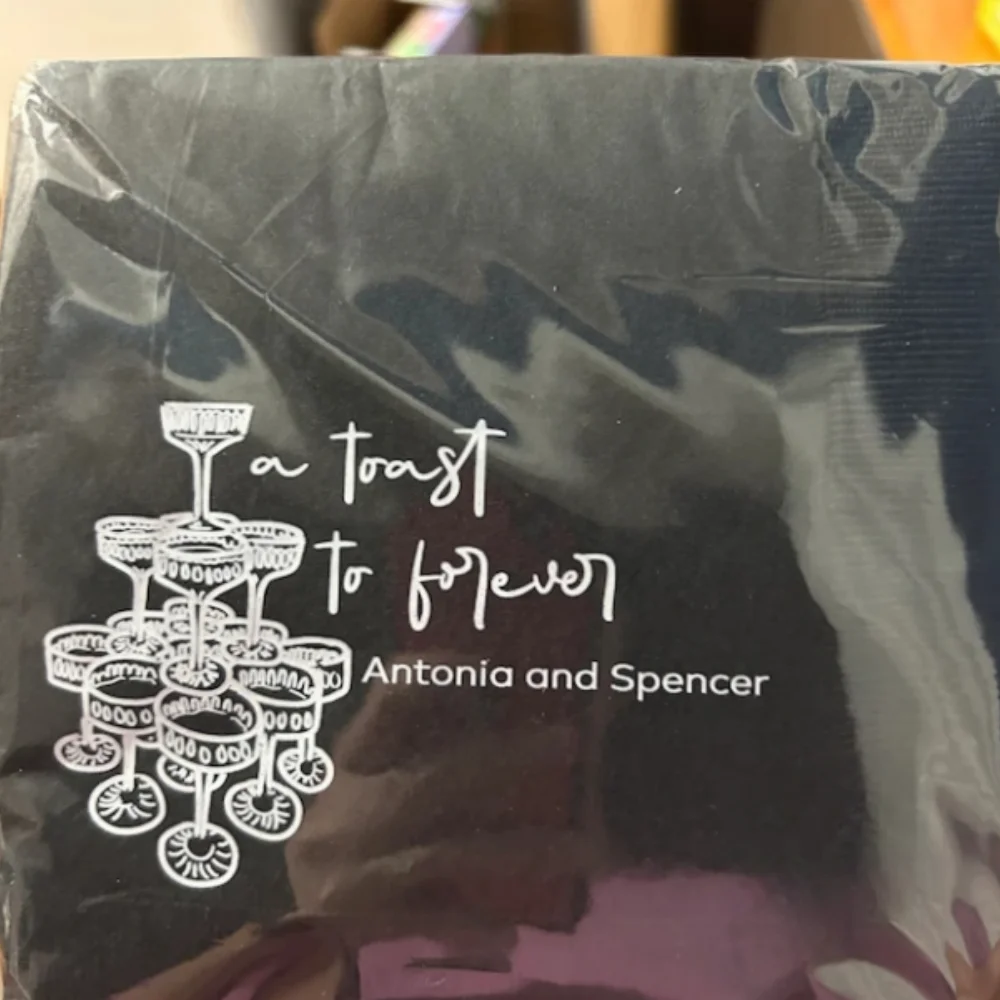 a toast
to forever
Antonia and Spencer